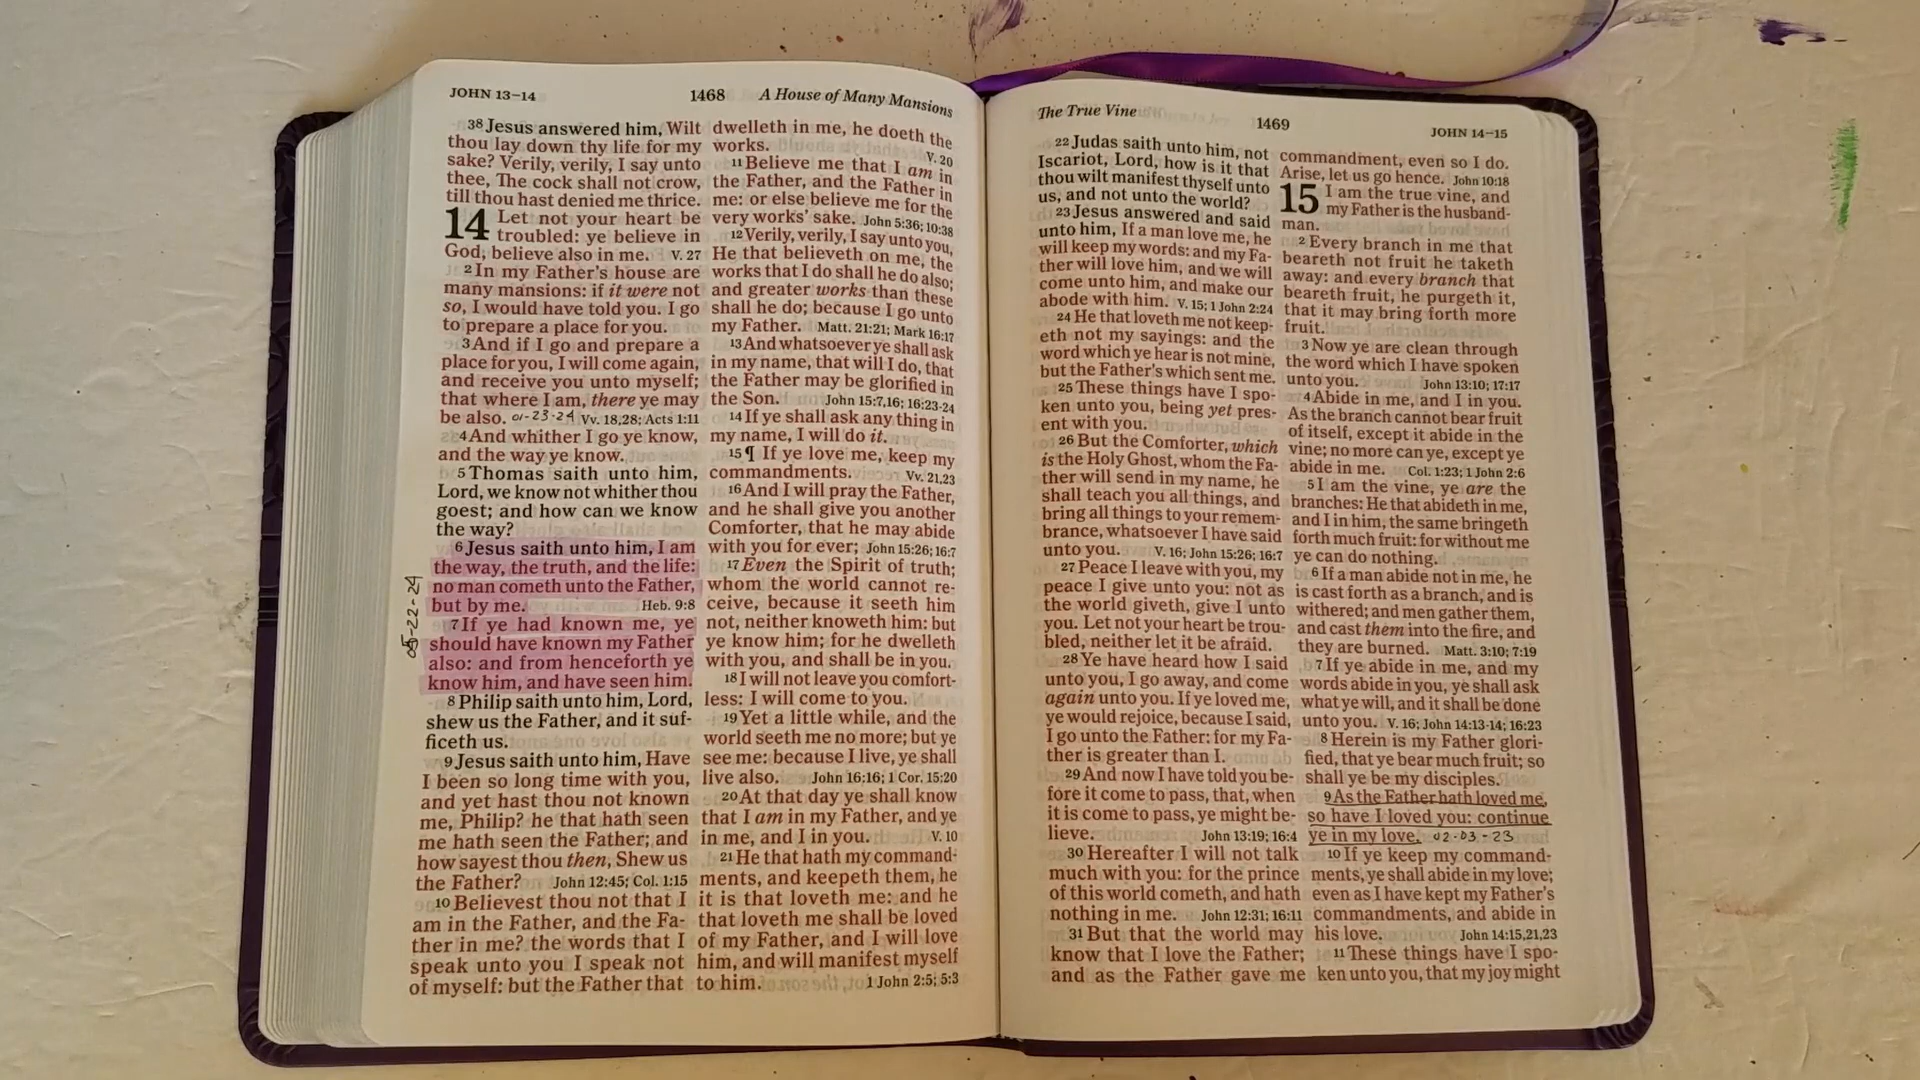 JOHN 13–14
1468
A House of Many Mansions
38 Jesus answered him, Wilt
thou lay down thy life for my
sake? Verily, verily, I say unto
thee, The cock shall not crow,
till thou hast denied me thrice.
14 Let not your heart be
troubled: ye believe in
God, believe also in me. V. 27
2 In my Father's house are
many mansions: if it were not
so, I would have told you. I go
to prepare a place for you.
3 And if I go and prepare a
place for you, I will come again,
and receive you unto myself;
that where I am, there ye may
be also. 01-23-24 Vv. 18,28; Acts 1:11
4 And whither I go ye know,
and the way ye know.
5 Thomas saith unto him,
Lord, we know not whither thou
goest; and how can we know
the way?
6 Jesus saith unto him, I am
the way, the truth, and the life:
no man cometh unto the Father,
but by me. Heb. 9:8
05-22-24
7 If ye had known me, ye
should have known my Father
also: and from henceforth ye
know him, and have seen him.
8 Philip saith unto him, Lord,
shew us the Father, and it suf-
ficeth us.
9 Jesus saith unto him, Have
I been so long time with you,
and yet hast thou not known
me, Philip? he that hath seen
me hath seen the Father; and
how sayest thou then, Shew us
the Father? John 12:45; Col. 1:15
10 Believest thou not that I
am in the Father, and the Fa-
ther in me? the words that I
speak unto you I speak not
of myself: but the Father that
dwelleth in me, he doeth the
works. V. 20
11 Believe me that I am in
the Father, and the Father in
me: or else believe me for the
very works' sake. John 5:36; 10:38
12 Verily, verily, I say unto you,
He that believeth on me, the
works that I do shall he do also;
and greater works than these
shall he do; because I go unto
my Father. Matt. 21:21; Mark 16:17
13 And whatsoever ye shall ask
in my name, that will I do, that
the Father may be glorified in
the Son. John 15:7,16; 16:23-24
14 If ye shall ask any thing in
my name, I will do it.
15 ¶ If ye love me, keep my
commandments. Vv. 21,23
16 And I will pray the Father,
and he shall give you another
Comforter, that he may abide
with you for ever; John 15:26; 16:7
17 Even the Spirit of truth;
whom the world cannot re-
ceive, because it seeth him
not, neither knoweth him: but
ye know him; for he dwelleth
with you, and shall be in you.
18 I will not leave you comfort-
less: I will come to you.
19 Yet a little while, and the
world seeth me no more; but ye
see me: because I live, ye shall
live also. John 16:16; 1 Cor. 15:20
20 At that day ye shall know
that I am in my Father, and ye
in me, and I in you. V. 10
21 He that hath my command-
ments, and keepeth them, he
it is that loveth me: and he
that loveth me shall be loved
of my Father, and I will love
him, and will manifest myself
to him. 1 John 2:5; 5:3
The True Vine
1469
JOHN 14–15
22 Judas saith unto him, not
Iscariot, Lord, how is it that
thou wilt manifest thyself unto
us, and not unto the world?
23 Jesus answered and said
unto him, If a man love me, he
will keep my words: and my Fa-
ther will love him, and we will
come unto him, and make our
abode with him. V. 15; 1 John 2:24
24 He that loveth me not keep-
eth not my sayings: and the
word which ye hear is not mine,
but the Father's which sent me.
25 These things have I spo-
ken unto you, being yet pres-
ent with you.
26 But the Comforter, which
is the Holy Ghost, whom the Fa-
ther will send in my name, he
shall teach you all things, and
bring all things to your remem-
brance, whatsoever I have said
unto you. V. 16; John 15:26; 16:7
27 Peace I leave with you, my
peace I give unto you: not as
the world giveth, give I unto
you. Let not your heart be trou-
bled, neither let it be afraid.
28 Ye have heard how I said
unto you, I go away, and come
again unto you. If ye loved me,
ye would rejoice, because I said,
I go unto the Father: for my Fa-
ther is greater than I.
29 And now I have told you be-
fore it come to pass, that, when
it is come to pass, ye might be-
lieve. John 13:19; 16:4
30 Hereafter I will not talk
much with you: for the prince
of this world cometh, and hath
nothing in me. John 12:31; 16:11
31 But that the world may
know that I love the Father;
and as the Father gave me
commandment, even so I do.
Arise, let us go hence. John 10:18
15 I am the true vine, and
my Father is the husband-
man.
2 Every branch in me that
beareth not fruit he taketh
away: and every branch that
beareth fruit, he purgeth it,
that it may bring forth more
fruit.
3 Now ye are clean through
the word which I have spoken
unto you. John 13:10; 17:17
4 Abide in me, and I in you.
As the branch cannot bear fruit
of itself, except it abide in the
vine; no more can ye, except ye
abide in me. Col. 1:23; 1 John 2:6
5 I am the vine, ye are the
branches: He that abideth in me,
and I in him, the same bringeth
forth much fruit: for without me
ye can do nothing.
6 If a man abide not in me, he
is cast forth as a branch, and is
withered; and men gather them,
and cast them into the fire, and
they are burned. Matt. 3:10; 7:19
7 If ye abide in me, and my
words abide in you, ye shall ask
what ye will, and it shall be done
unto you. V. 16; John 14:13-14; 16:23
8 Herein is my Father glori-
fied, that ye bear much fruit; so
shall ye be my disciples.
9 As the Father hath loved me,
so have I loved you: continue
ye in my love. 02-03-23
10 If ye keep my command-
ments, ye shall abide in my love;
even as I have kept my Father's
commandments, and abide in
his love. John 14:15,21,23
11 These things have I spo-
ken unto you, that my joy might